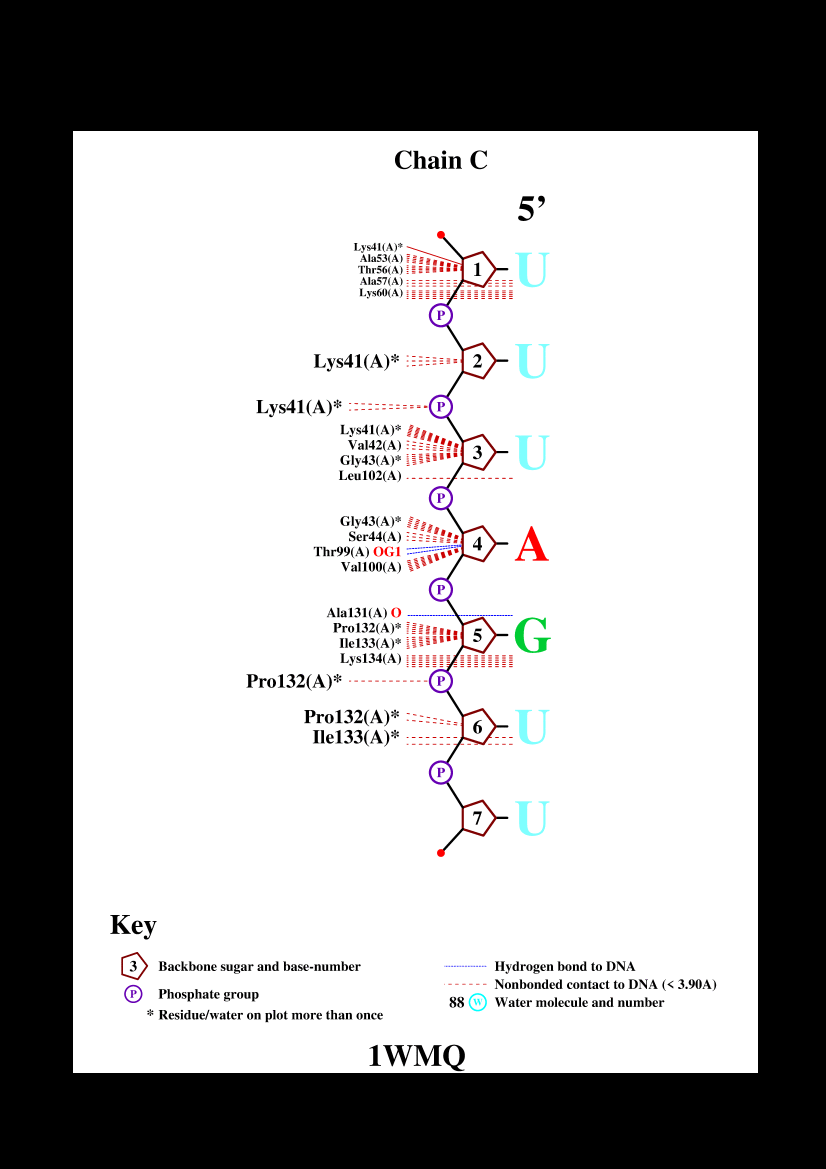 Chain C
5’
Lys41(A)*
Ala53(A)
Thr56(A)
Ala57(A)
Lys60(A)
1 U
P
Lys41(A)* 2 U
Lys41(A)* P
Lys41(A)*
Val42(A)
Gly43(A)*
Leu102(A)
3 U
P
Gly43(A)*
Ser44(A)
Thr99(A) OG1
Val100(A)
4 A
P
Ala131(A) O
Pro132(A)*
Ile133(A)*
Lys134(A)
5 G
Pro132(A)* P
Pro132(A)*
Ile133(A)*
6 U
P
7 U
Key
3 Backbone sugar and base-number
P Phosphate group
* Residue/water on plot more than once
Hydrogen bond to DNA
Nonbonded contact to DNA (< 3.90A)
88 W Water molecule and number
1WMQ